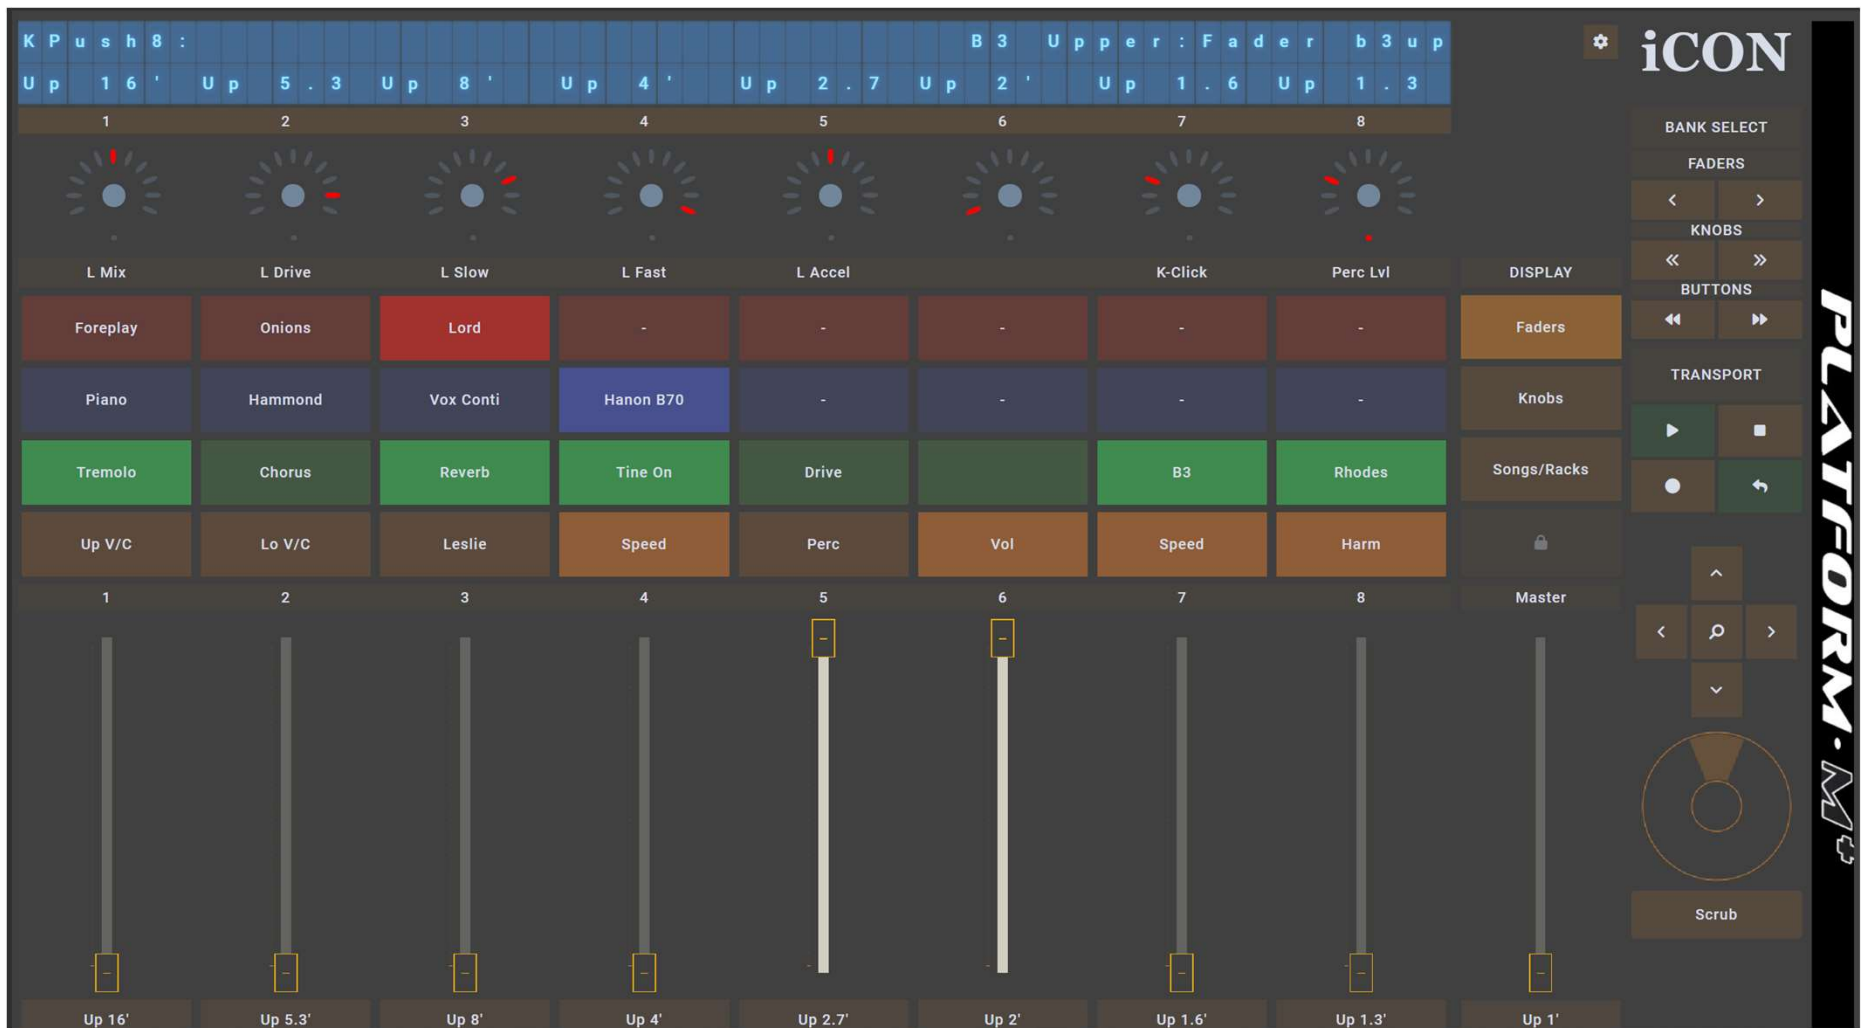 KPush8: B3 Upper:Fader b3up
Up 16' Up 5.3 Up 8' Up 4' Up 2.7 Up 2' Up 1.6 Up 1.3
1 2 3 4 5 6 7 8
L Mix L Drive L Slow L Fast L Accel K-Click Perc Lvl DISPLAY
Foreplay Onions Lord - - - - - Faders
Piano Hammond Vox Conti Hanon B70 - - - - Knobs
Tremolo Chorus Reverb Tine On Drive B3 Rhodes Songs/Racks
Up V/C Lo V/C Leslie Speed Perc Vol Speed Harm
1 2 3 4 5 6 7 8 Master
Up 16' Up 5.3' Up 8' Up 4' Up 2.7' Up 2' Up 1.6' Up 1.3' Up 1'
iCON
BANK SELECT
FADERS
KNOBS
BUTTONS
TRANSPORT
Scrub
PLATFORM·M+